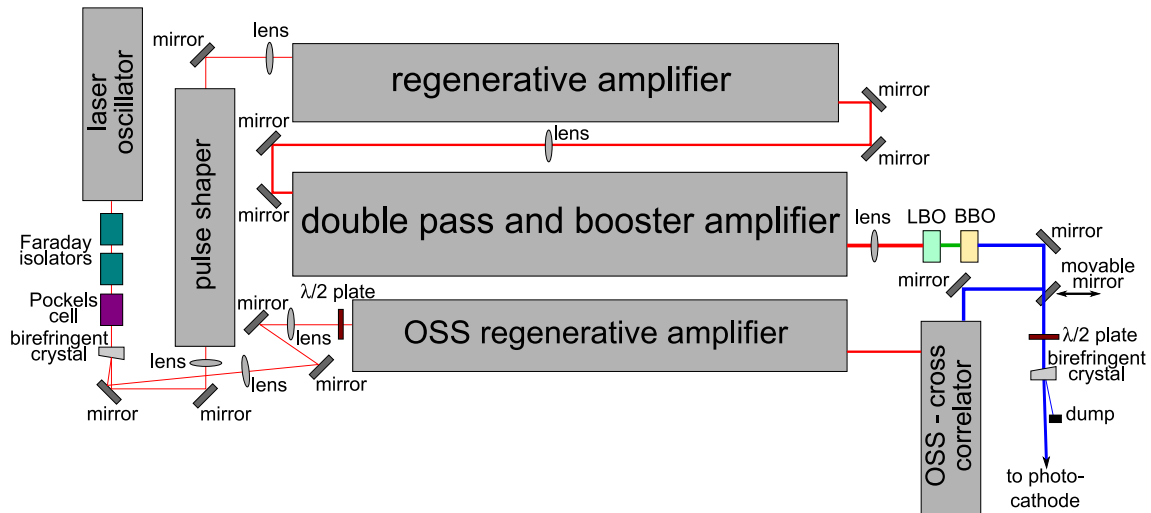 laser
oscillator
Faraday
isolators
Pockels
cell
birefringent
crystal
mirror
mirror
lens
pulse shaper
mirror
lens
regenerative amplifier
mirror
mirror
lens
mirror
mirror
double pass and booster amplifier
lens
LBO
BBO
mirror
movable
mirror
mirror
λ/2 plate
mirror
lens
lens
mirror
OSS regenerative amplifier
OSS - cross
correlator
λ/2 plate
birefringent
crystal
dump
to photo-
cathode